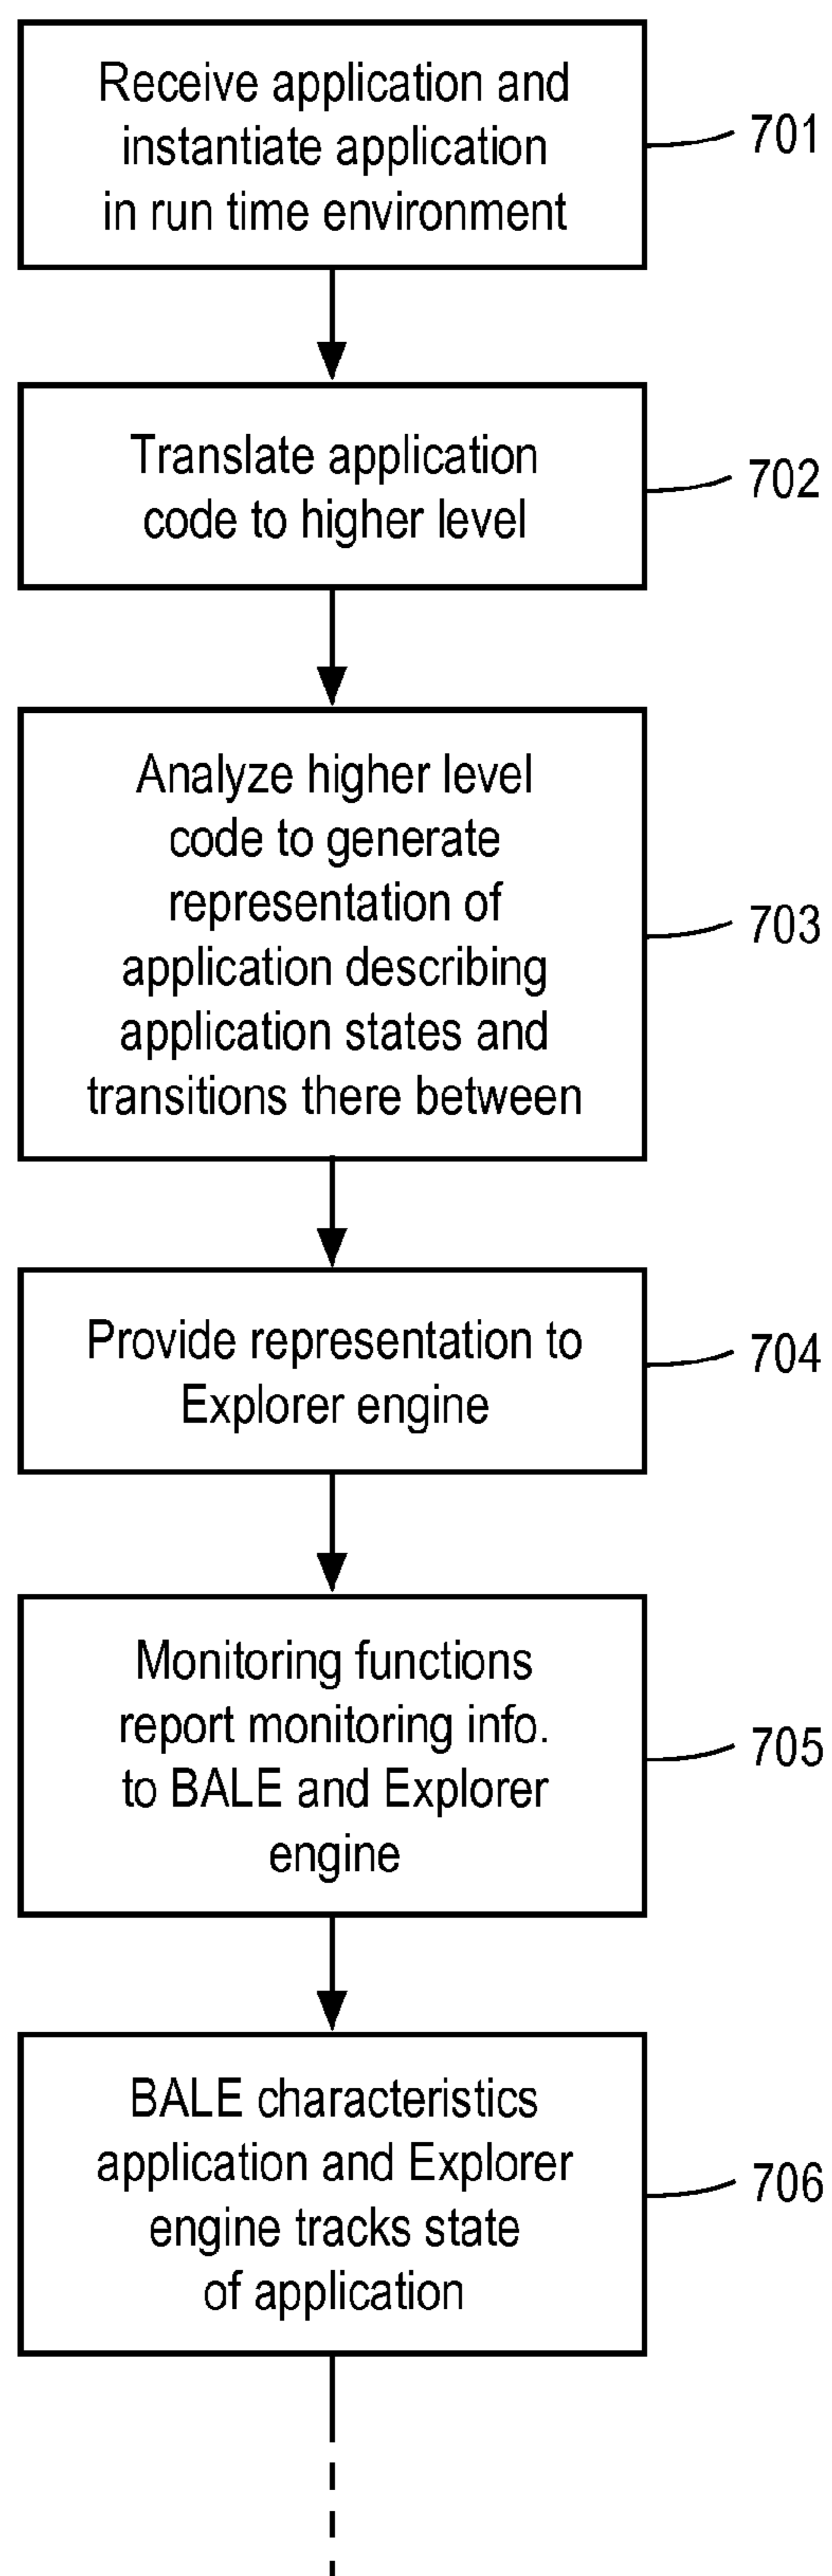 Receive application and
instantiate application
in run time environment
701
Translate application
code to higher level
702
Analyze higher level
code to generate
representation of
application describing
application states and
transitions there between
703
Provide representation to
Explorer engine
704
Monitoring functions
report monitoring info.
to BALE and Explorer
engine
705
BALE characteristics
application and Explorer
engine tracks state
of application
706